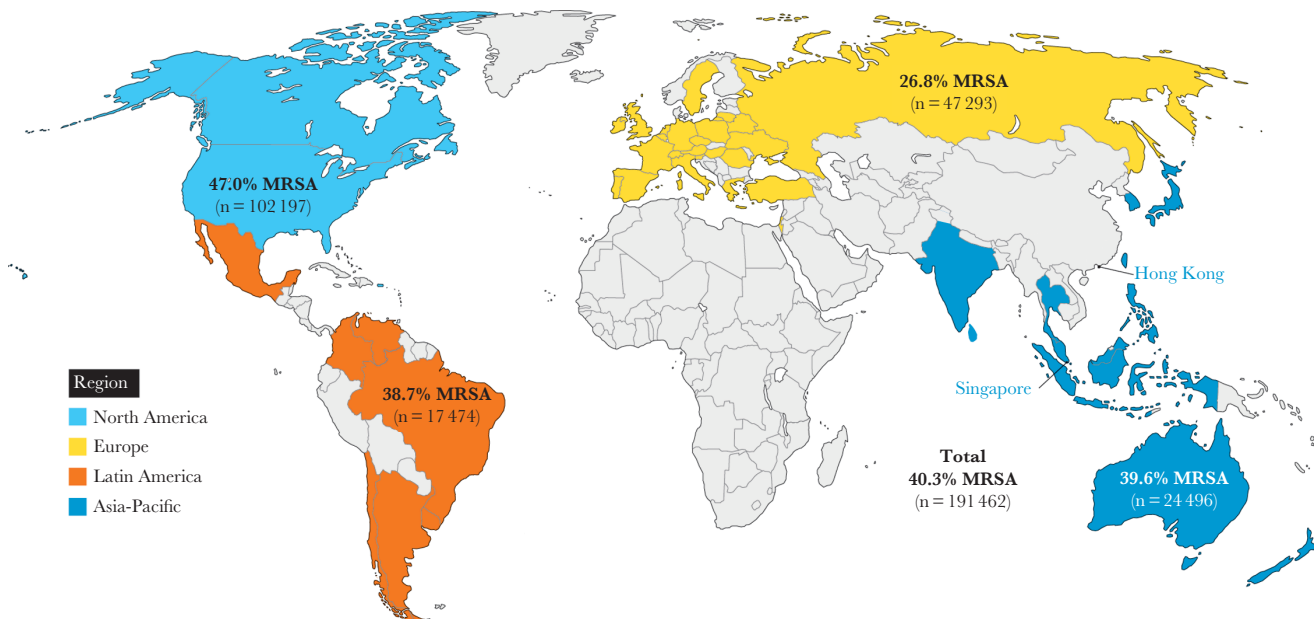 26.8% MRSA
(n = 47 293)
47.0% MRSA
(n = 102 197)
Hong Kong
Region
North America
Europe
Latin America
Asia-Pacific
38.7% MRSA
(n = 17 474)
Singapore
Total
40.3% MRSA
(n = 191 462)
39.6% MRSA
(n = 24 496)